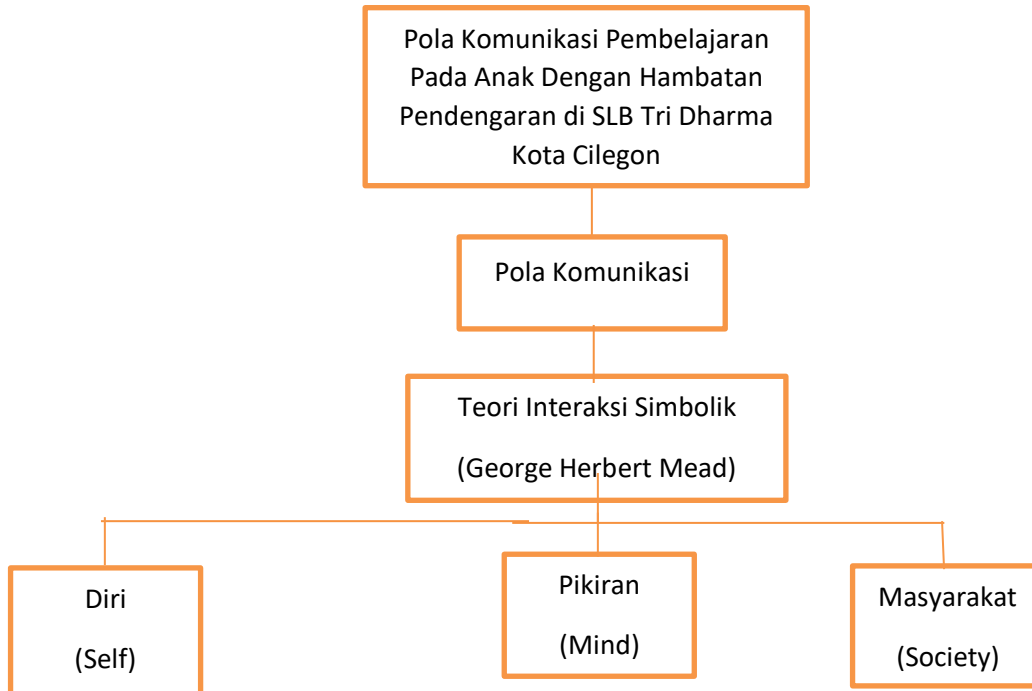 Pola Komunikasi Pembelajaran
Pada Anak Dengan Hambatan
Pendengaran di SLB Tri Dharma
Kota Cilegon
Pola Komunikasi
Teori Interaksi Simbolik
(George Herbert Mead)
Diri
(Self)
Pikiran
(Mind)
Masyarakat
(Society)